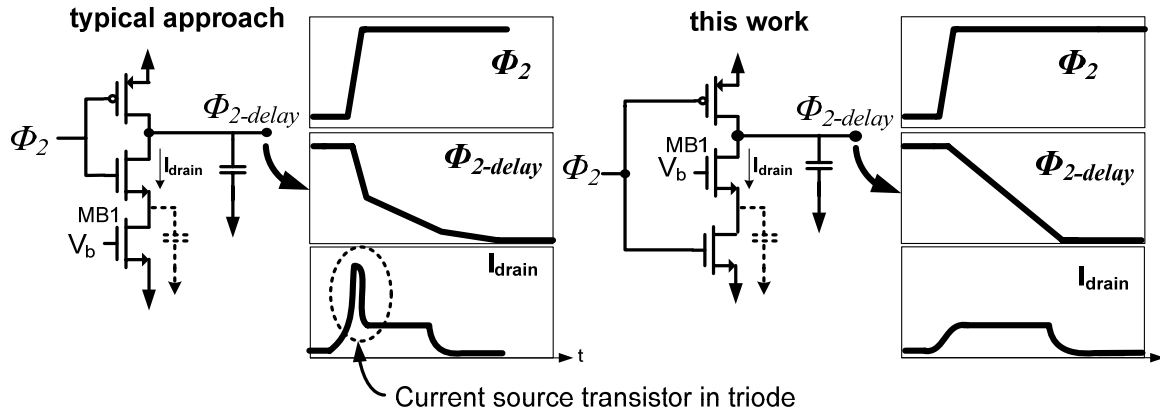 typical approach
Φ2
Φ2-delay
Idrain
MB1
Vb
Φ2
Φ2-delay
Idrain
t
Current source transistor in triode
this work
Φ2
Φ2-delay
MB1
Vb
Idrain
Φ2
Φ2-delay
Idrain